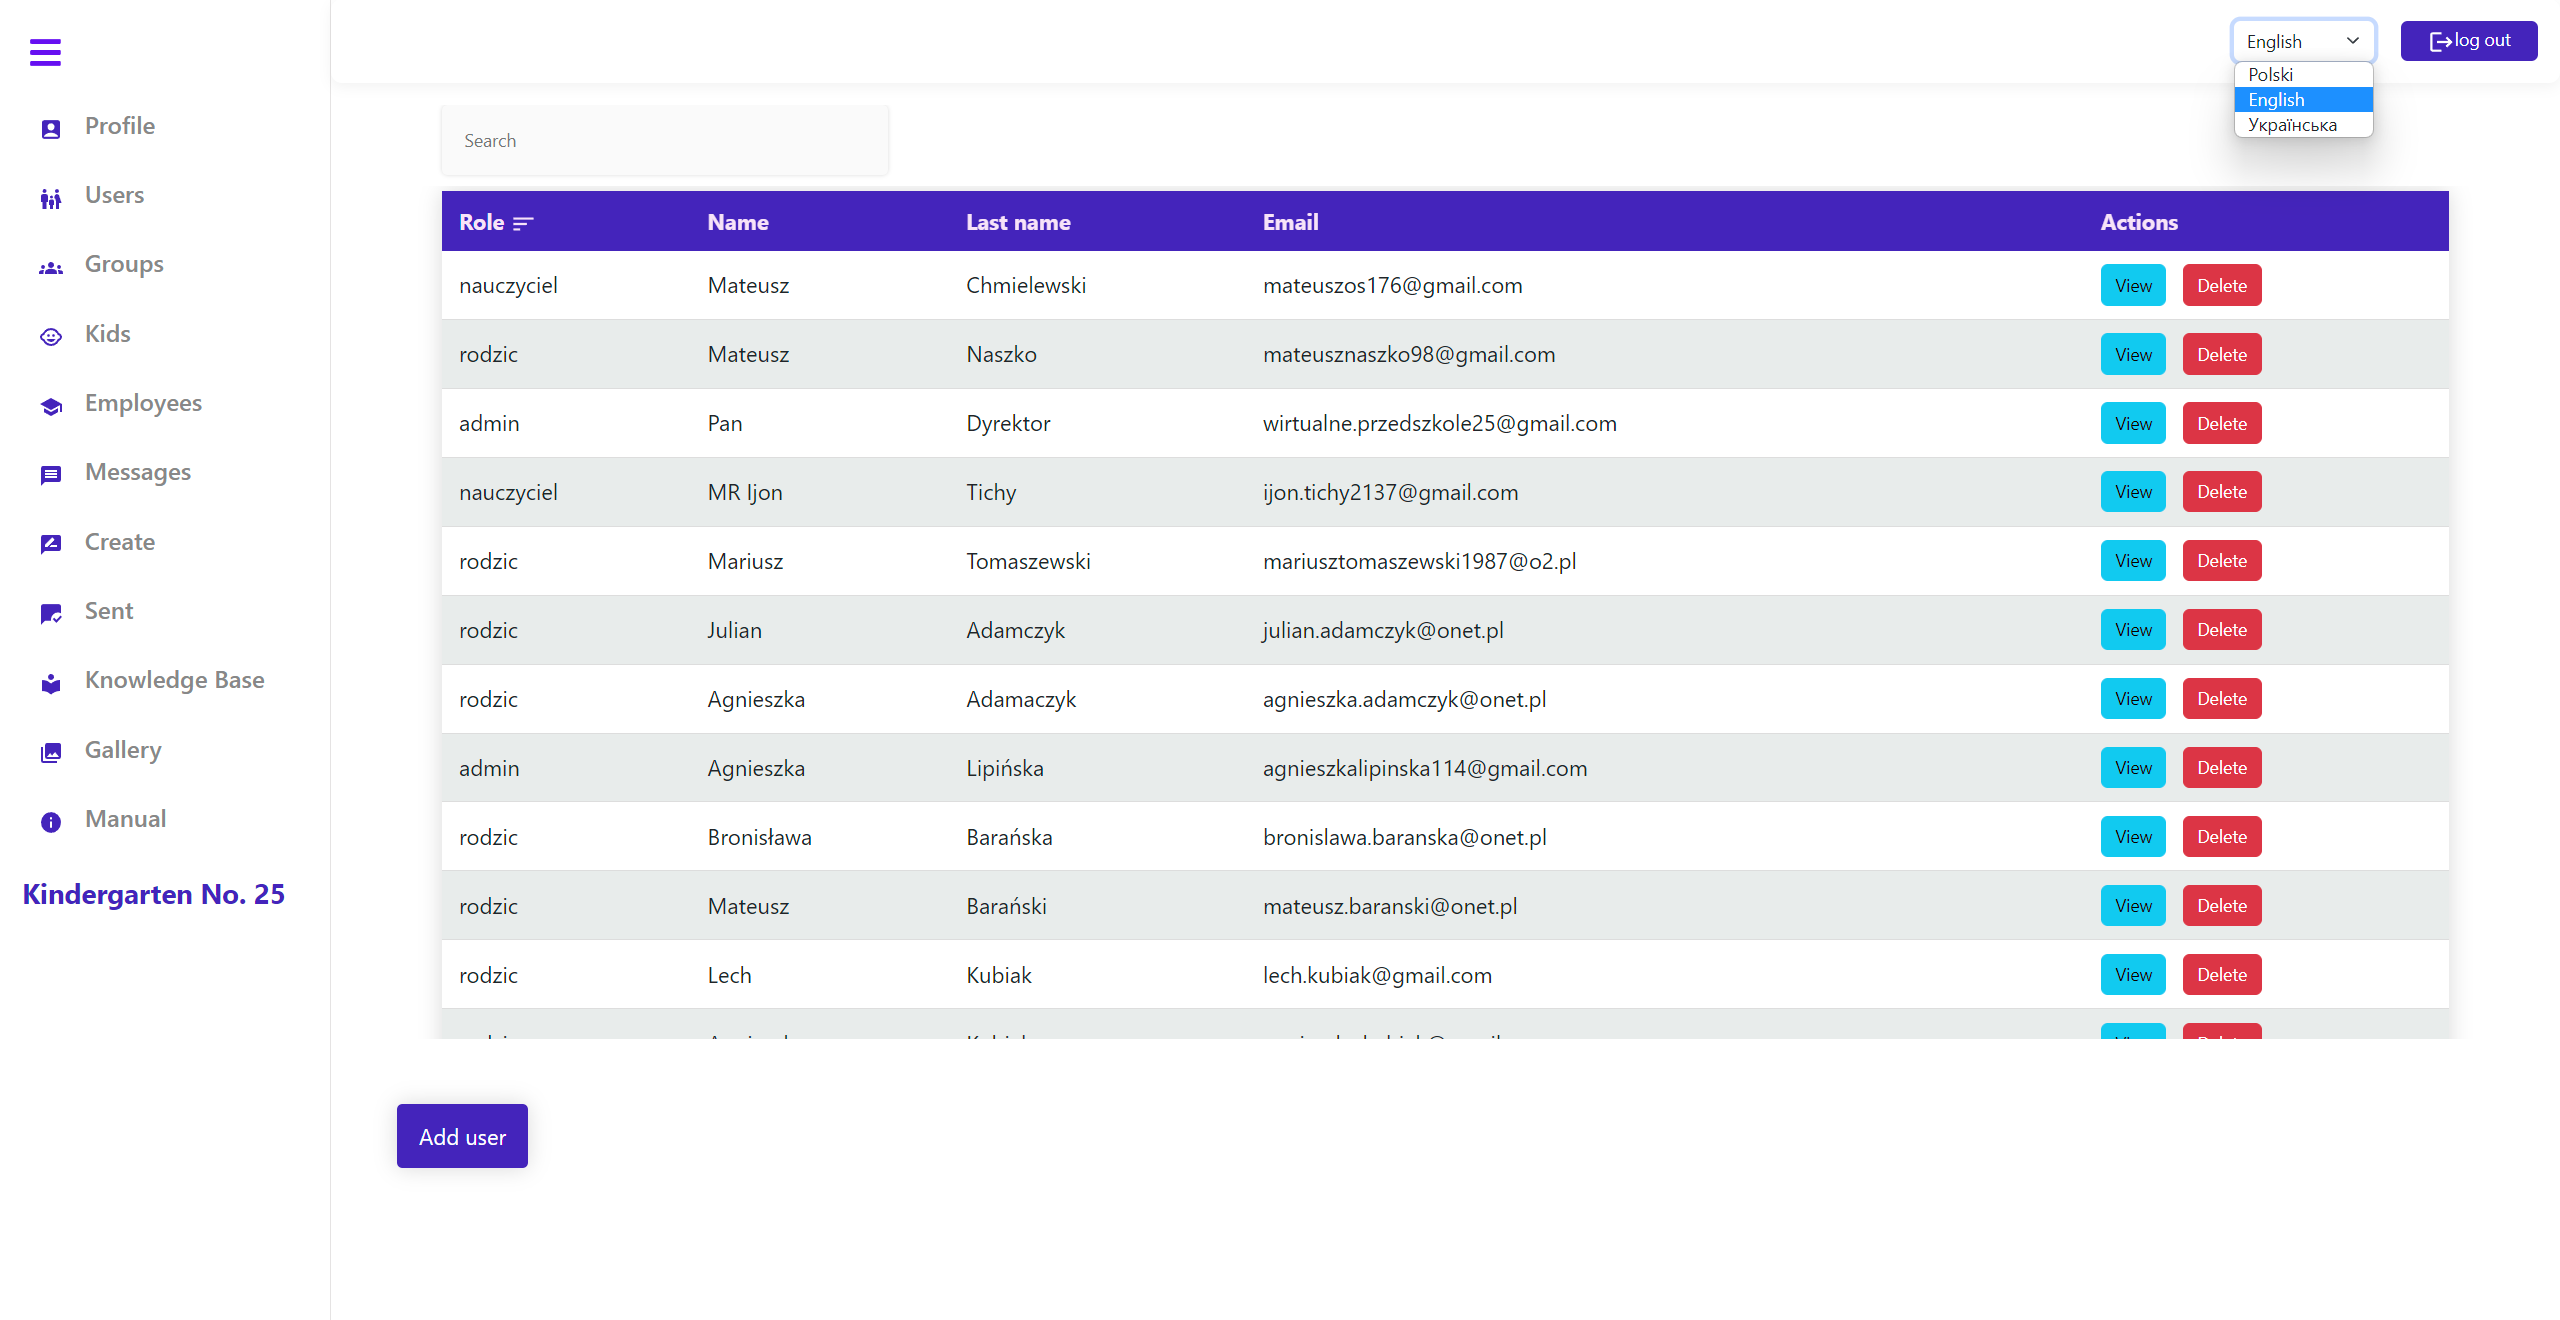 English
log out
Polski
English
Українська
Profile
Users
Groups
Kids
Employees
Messages
Create
Sent
Knowledge Base
Gallery
Manual
Kindergarten No. 25
Search
Role Name Last name Email Actions
nauczyciel Mateusz Chmielewski mateuszos176@gmail.com View Delete
rodzic Mateusz Naszko mateusznaszko98@gmail.com View Delete
admin Pan Dyrektor wirtualne.przedszkole25@gmail.com View Delete
nauczyciel MR Ijon Tichy ijon.tichy2137@gmail.com View Delete
rodzic Mariusz Tomaszewski mariusztomaszewski1987@o2.pl View Delete
rodzic Julian Adamczyk julian.adamczyk@onet.pl View Delete
rodzic Agnieszka Adamaczyk agnieszka.adamczyk@onet.pl View Delete
admin Agnieszka Lipińska agnieszkalipinska114@gmail.com View Delete
rodzic Bronisława Barańska bronislawa.baranska@onet.pl View Delete
rodzic Mateusz Barański mateusz.baranski@onet.pl View Delete
rodzic Lech Kubiak lech.kubiak@gmail.com View Delete
Add user